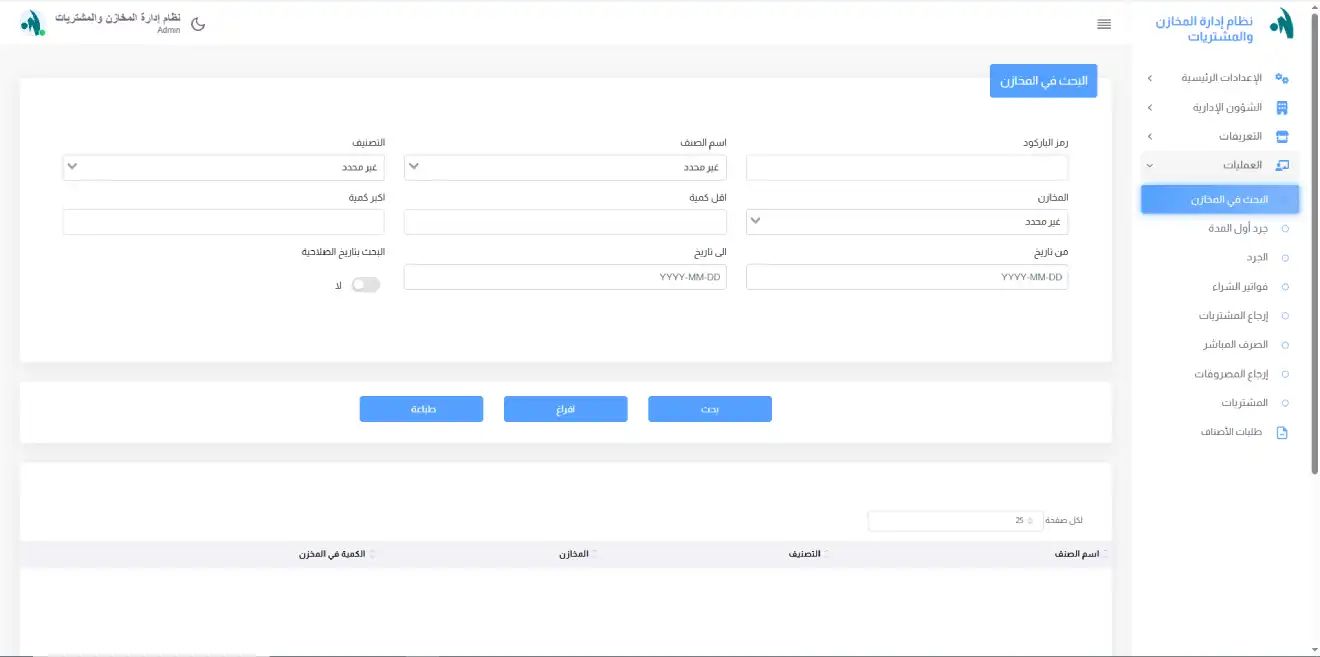 نظام إدارة المخازن
والمشتريات
نظام إدارة المخازن والمشتريات
Admin
الإعدادات الرئيسية
الشؤون الإدارية
التعريفات
العمليات
البحث في المخازن
جرد أول المدة
الجرد
فواتير الشراء
إرجاع المشتريات
الصرف المباشر
إرجاع المصروفات
المشتريات
طلبات الأصناف
البحث في المخازن
رمز الباركود
اسم الصنف
غير محدد
التصنيف
غير محدد
المخازن
غير محدد
اقل كمية
اكبر كمية
من تاريخ
YYYY-MM-DD
الى تاريخ
YYYY-MM-DD
البحث بتاريخ الصلاحية
لا
بحث
افراغ
طباعة
لكل صفحة 25
اسم الصنف التصنيف المخازن الكمية في المخزن